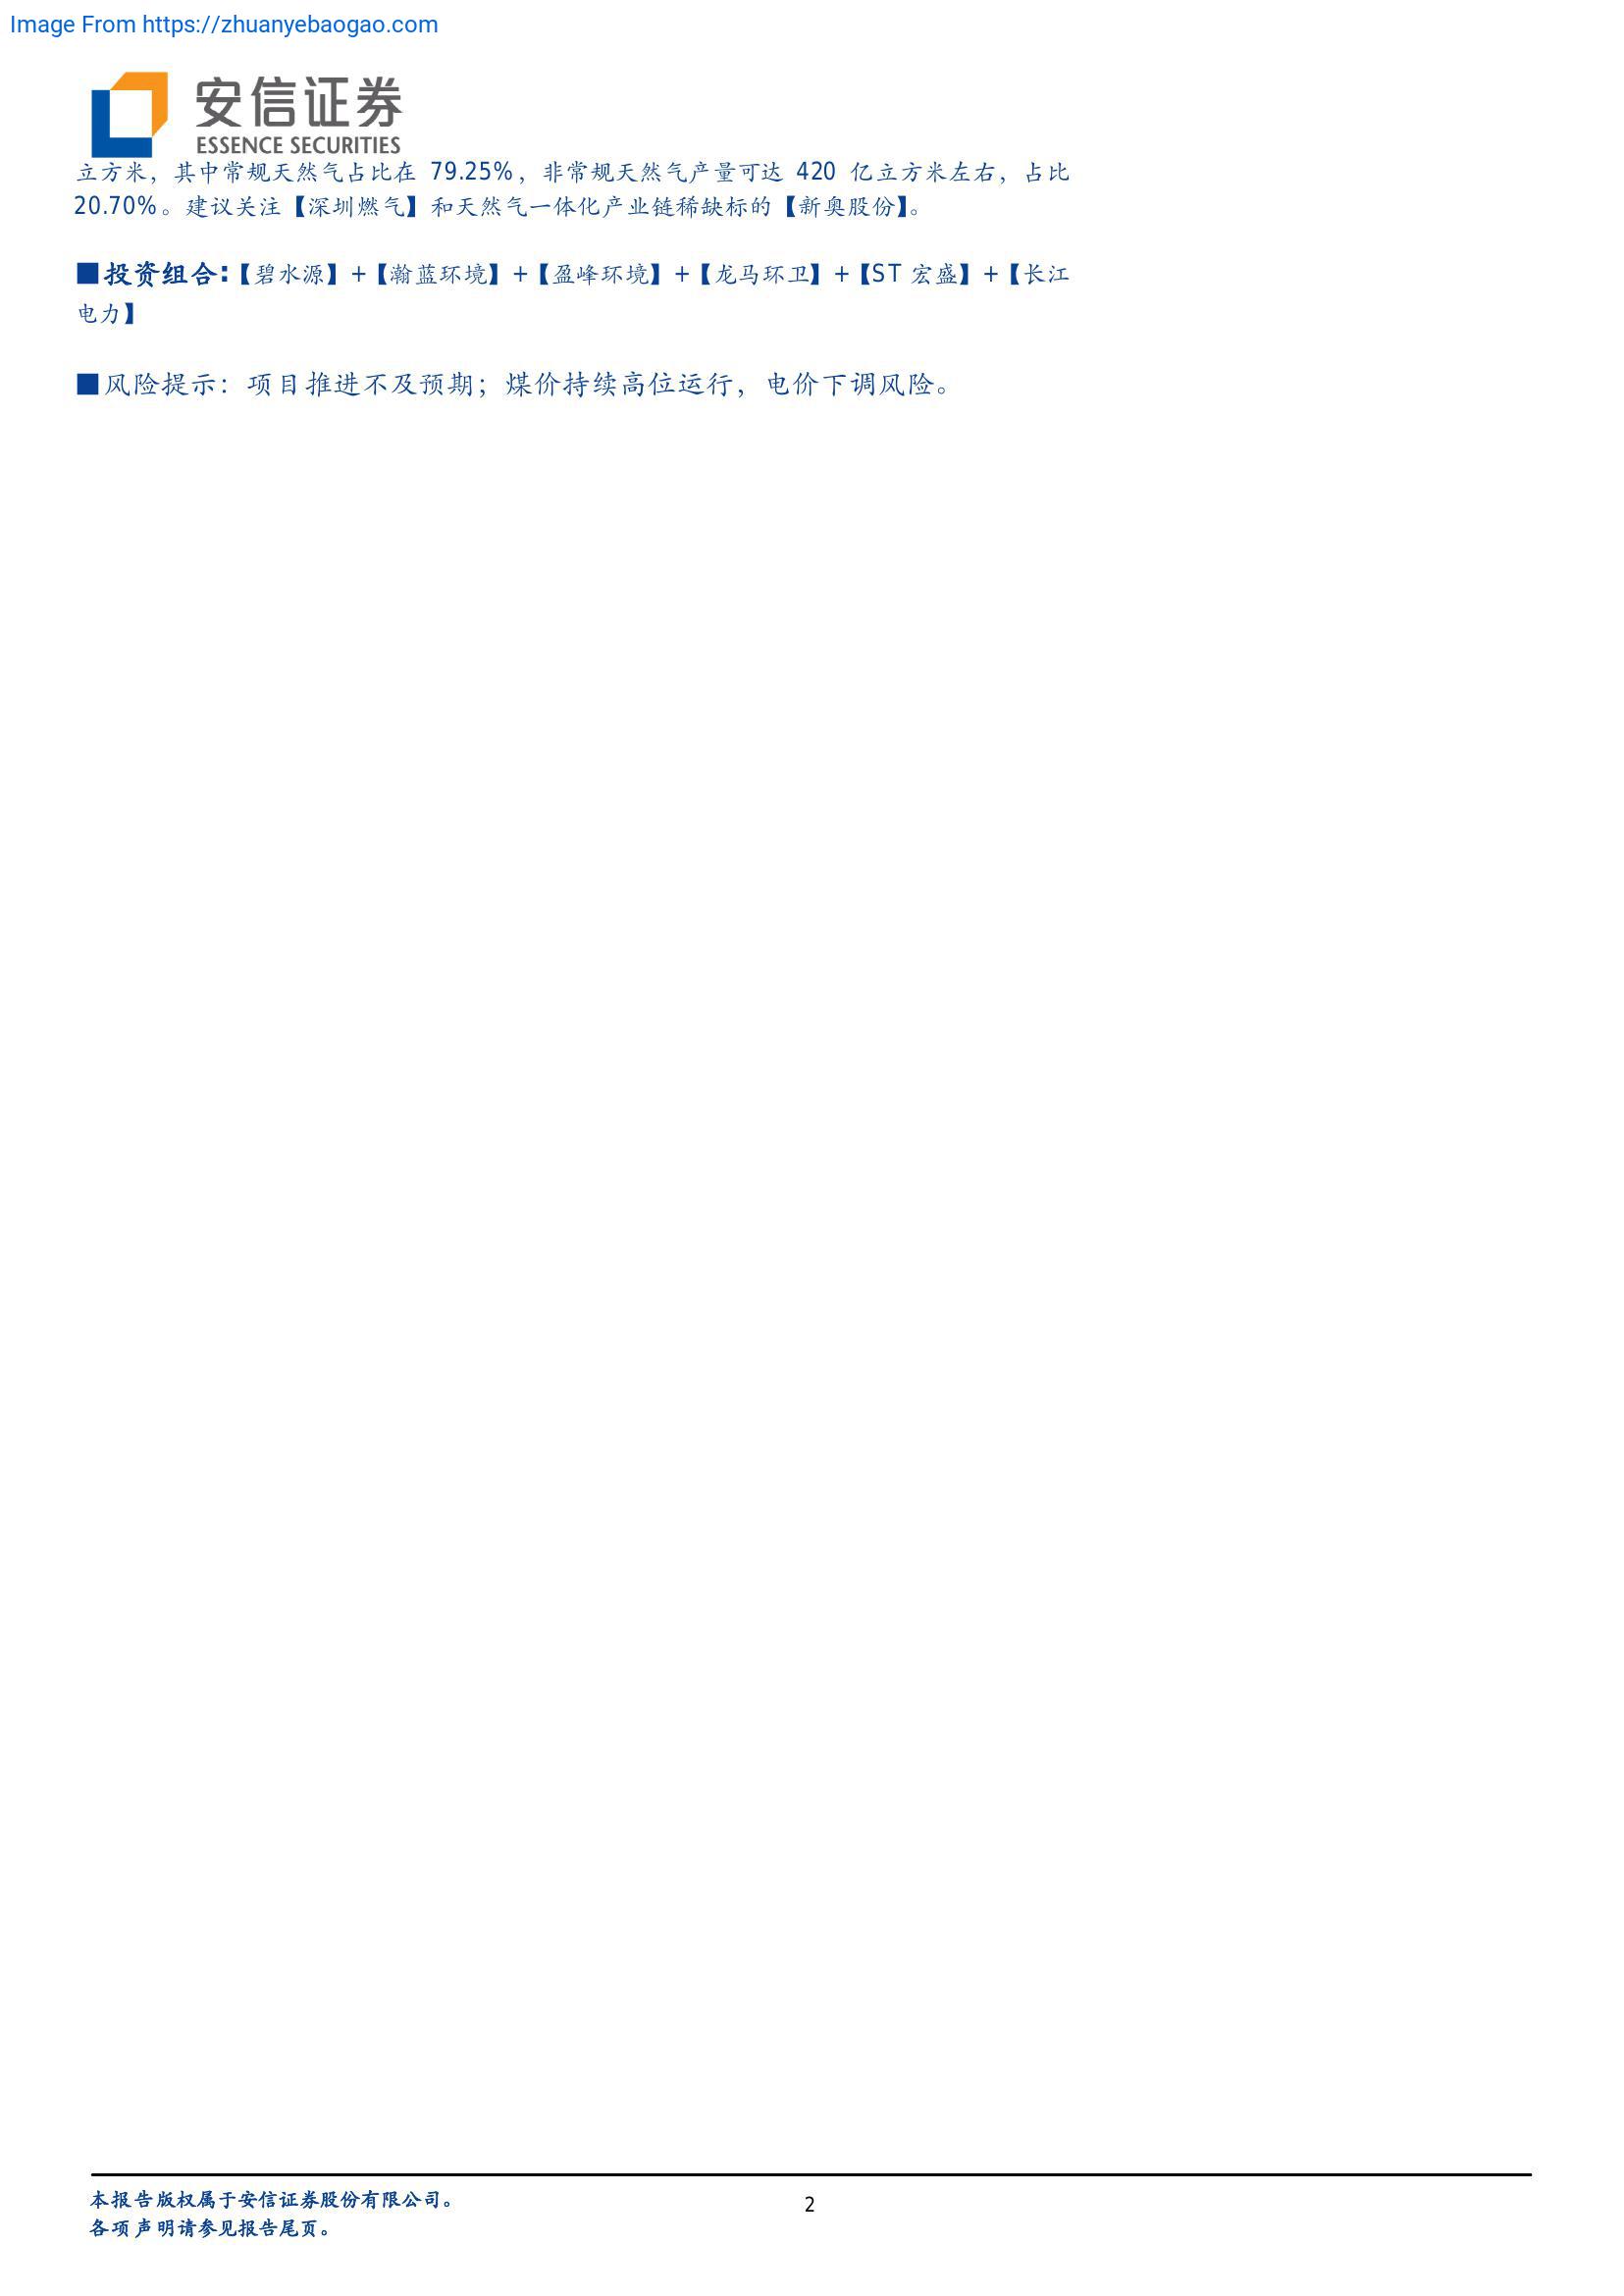 Image From https://zhuanyebaogao.com
安信证券
ESSENCE SECURITIES
立方米，其中常规天然气占比在 79.25%，非常规天然气产量可达 420 亿立方米左右，占比
20.70%。建议关注【深圳燃气】和天然气一体化产业链稀缺标的【新奥股份】。
■投资组合：【碧水源】+【瀚蓝环境】+【盈峰环境】+【龙马环卫】+【ST 宏盛】+【长江
电力】
■风险提示：项目推进不及预期；煤价持续高位运行，电价下调风险。
本报告版权属于安信证券股份有限公司。
2
各项声明请参见报告尾页。